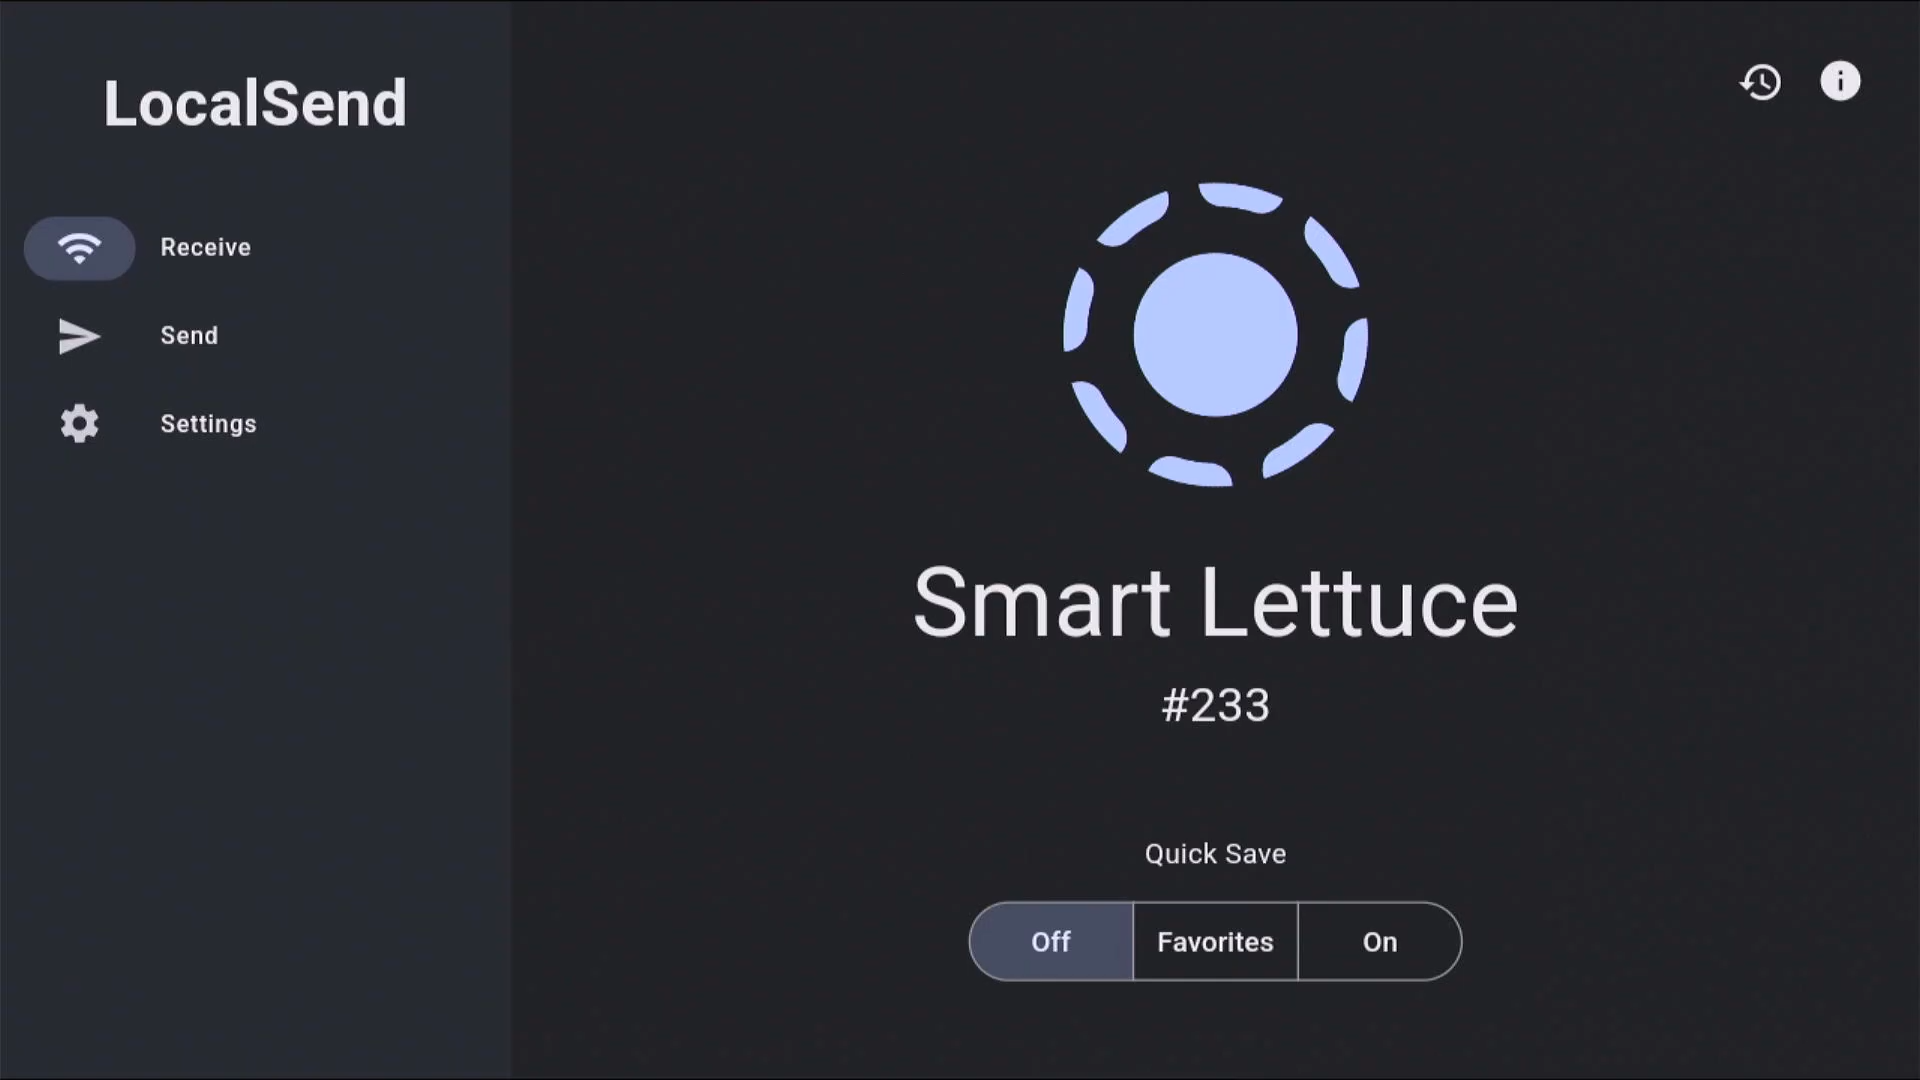 LocalSend
Receive
Send
Settings
Smart Lettuce
#233
Quick Save
Off
Favorites
On